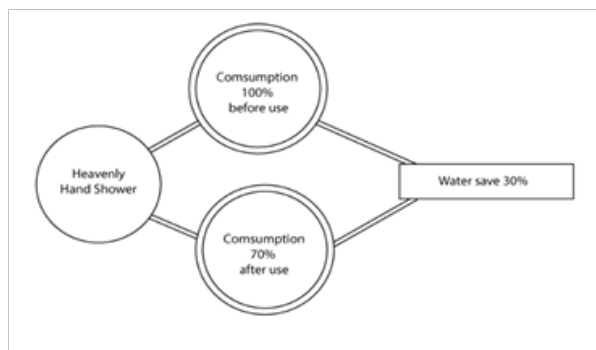 Comsumption
100%
before use
Heavenly
Hand Shower
Water save 30%
Comsumption
70%
after use